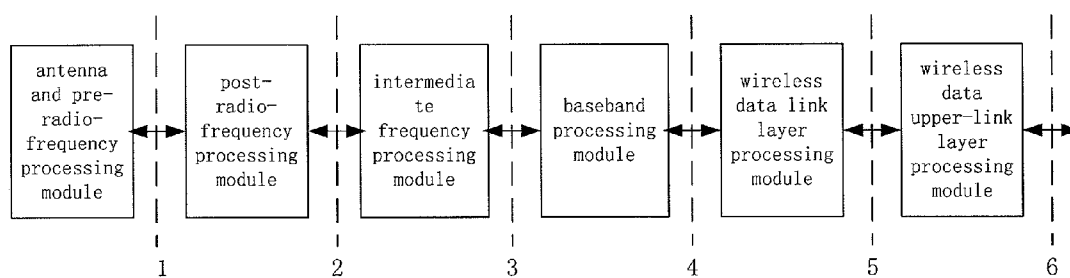 antenna
and pre-
radio-
frequency
processing
module
post-
radio-
frequency
processing
module
intermedia
te
frequency
processing
module
baseband
processing
module
wireless
data link
layer
processing
module
wireless
data
upper-link
layer
processing
module
1
2
3
4
5
6